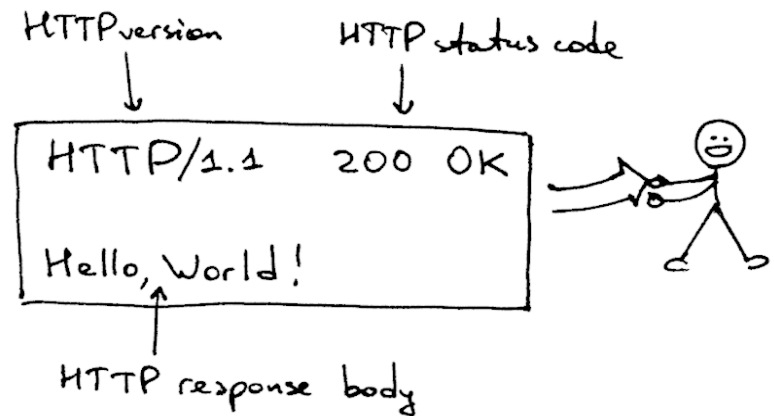 HTTP version HTTP status code
HTTP/1.1 200 OK
Hello, World!
HTTP response body